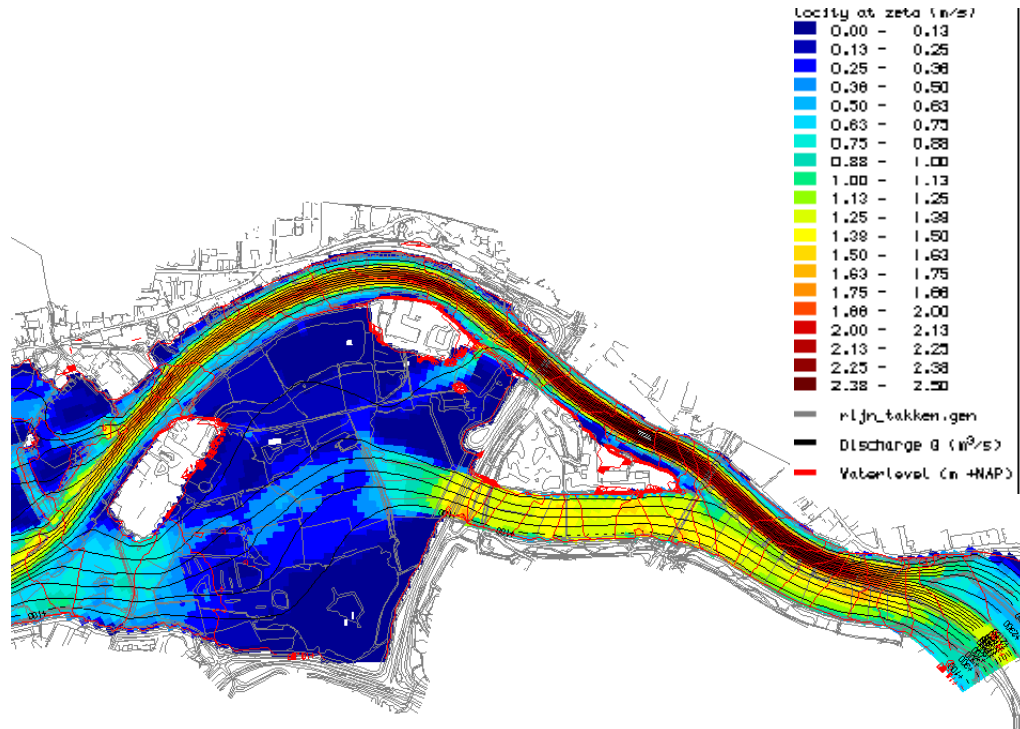 locity at zeta (m/s)
0.00 - 0.13
0.13 - 0.25
0.25 - 0.38
0.38 - 0.50
0.50 - 0.63
0.63 - 0.75
0.75 - 0.88
0.88 - 1.00
1.00 - 1.13
1.13 - 1.25
1.25 - 1.38
1.38 - 1.50
1.50 - 1.63
1.63 - 1.75
1.75 - 1.88
1.88 - 2.00
2.00 - 2.13
2.13 - 2.25
2.25 - 2.38
2.38 - 2.50
rijn_takken.gen
Discharge Q (m³/s)
Waterlevel (m +NAP)